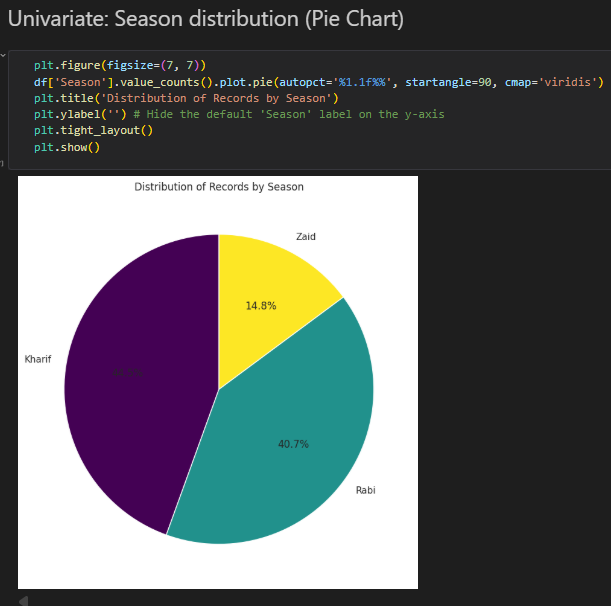 Univariate: Season distribution (Pie Chart)
plt.figure(figsize=(7, 7))
df['Season'].value_counts().plot.pie(autopct='%1.1f%%', startangle=90, cmap='viridis')
plt.title('Distribution of Records by Season')
plt.ylabel('') # Hide the default 'Season' label on the y-axis
plt.tight_layout()
plt.show()
Distribution of Records by Season
Zaid
14.8%
Kharif
40.7%
Rabi